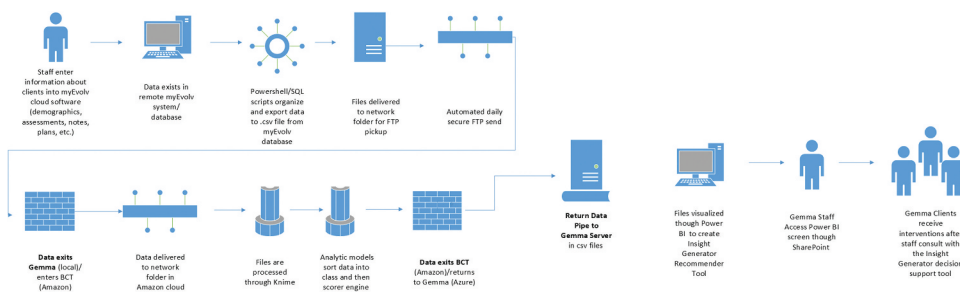 Staff enter
information about
clients into myEvolv
cloud software
(demographics,
assessments, notes,
plans, etc.)
Data exists in
remote myEvolv
system/
database
Powershell/SQL
scripts organize
and export data
to .csv file from
myEvolv
database
Files delivered
to network
folder for FTP
pickup
Automated daily
secure FTP send
Data exits
Gemma (local)/
enters BCT
(Amazon)
Data delivered
to network
folder in
Amazon cloud
Files are
processed
through Knime
Analytic models
sort data into
class and then
scorer engine
Data exits BCT
(Amazon)/returns
to Gemma (Azure)
Return Data
Pipe to
Gemma Server
in csv files
Files visualized
though Power
BI to create
Insight
Generator
Recommender
Tool
Gemma Staff
Access Power BI
screen though
SharePoint
Gemma Clients
receive
interventions after
staff consult with
the Insight
Generator decision
support tool